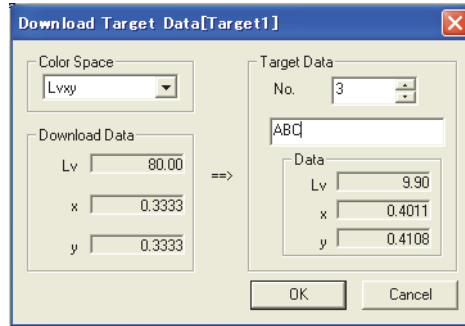 Download Target Data[Target1]
Color Space
Lvxy
Download Data
Lv 80.00
x 0.3333
y 0.3333
==>
Target Data
No. 3
ABC
Data
Lv 9.90
x 0.4011
y 0.4108
OK Cancel